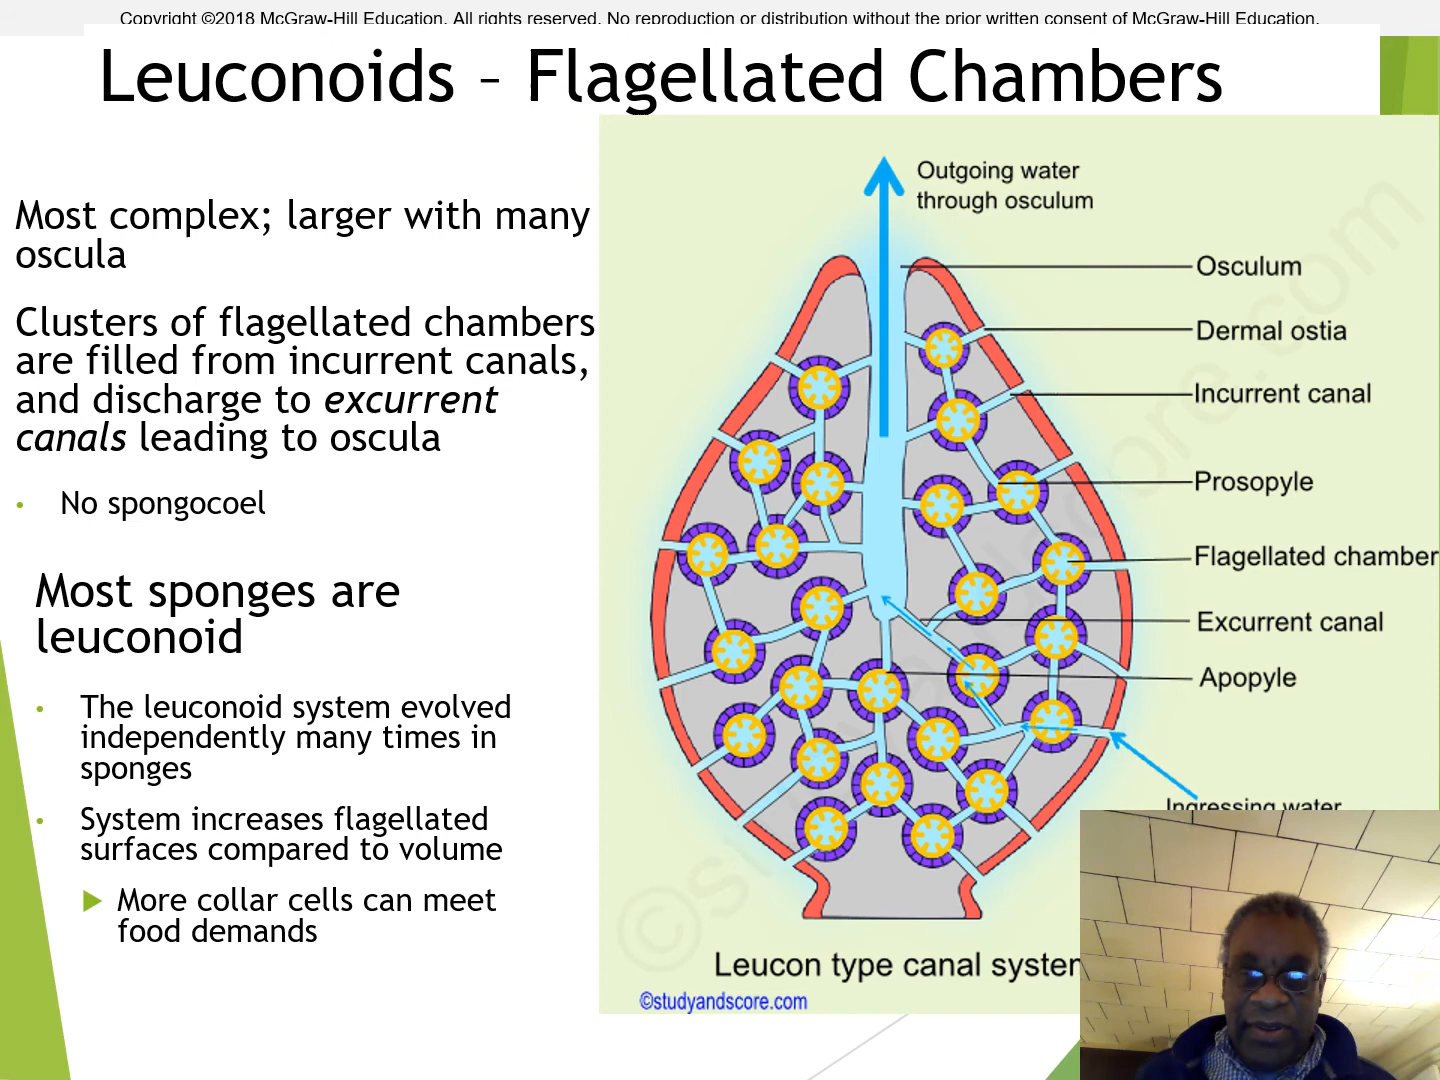 Copyright ©2018 McGraw-Hill Education. All rights reserved. No reproduction or distribution without the prior written consent of McGraw-Hill Education.
Leuconoids – Flagellated Chambers
Most complex; larger with many
oscula
Clusters of flagellated chambers
are filled from incurrent canals,
and discharge to excurrent
canals leading to oscula
• No spongocoel
Most sponges are
leuconoid
• The leuconoid system evolved
independently many times in
sponges
• System increases flagellated
surfaces compared to volume
More collar cells can meet
food demands
Outgoing water
through osculum
Osculum
Dermal ostia
Incurrent canal
Prosopyle
Flagellated chamber
Excurrent canal
Apopyle
Ingressing water
Leucon type canal system
©studyandscore.com